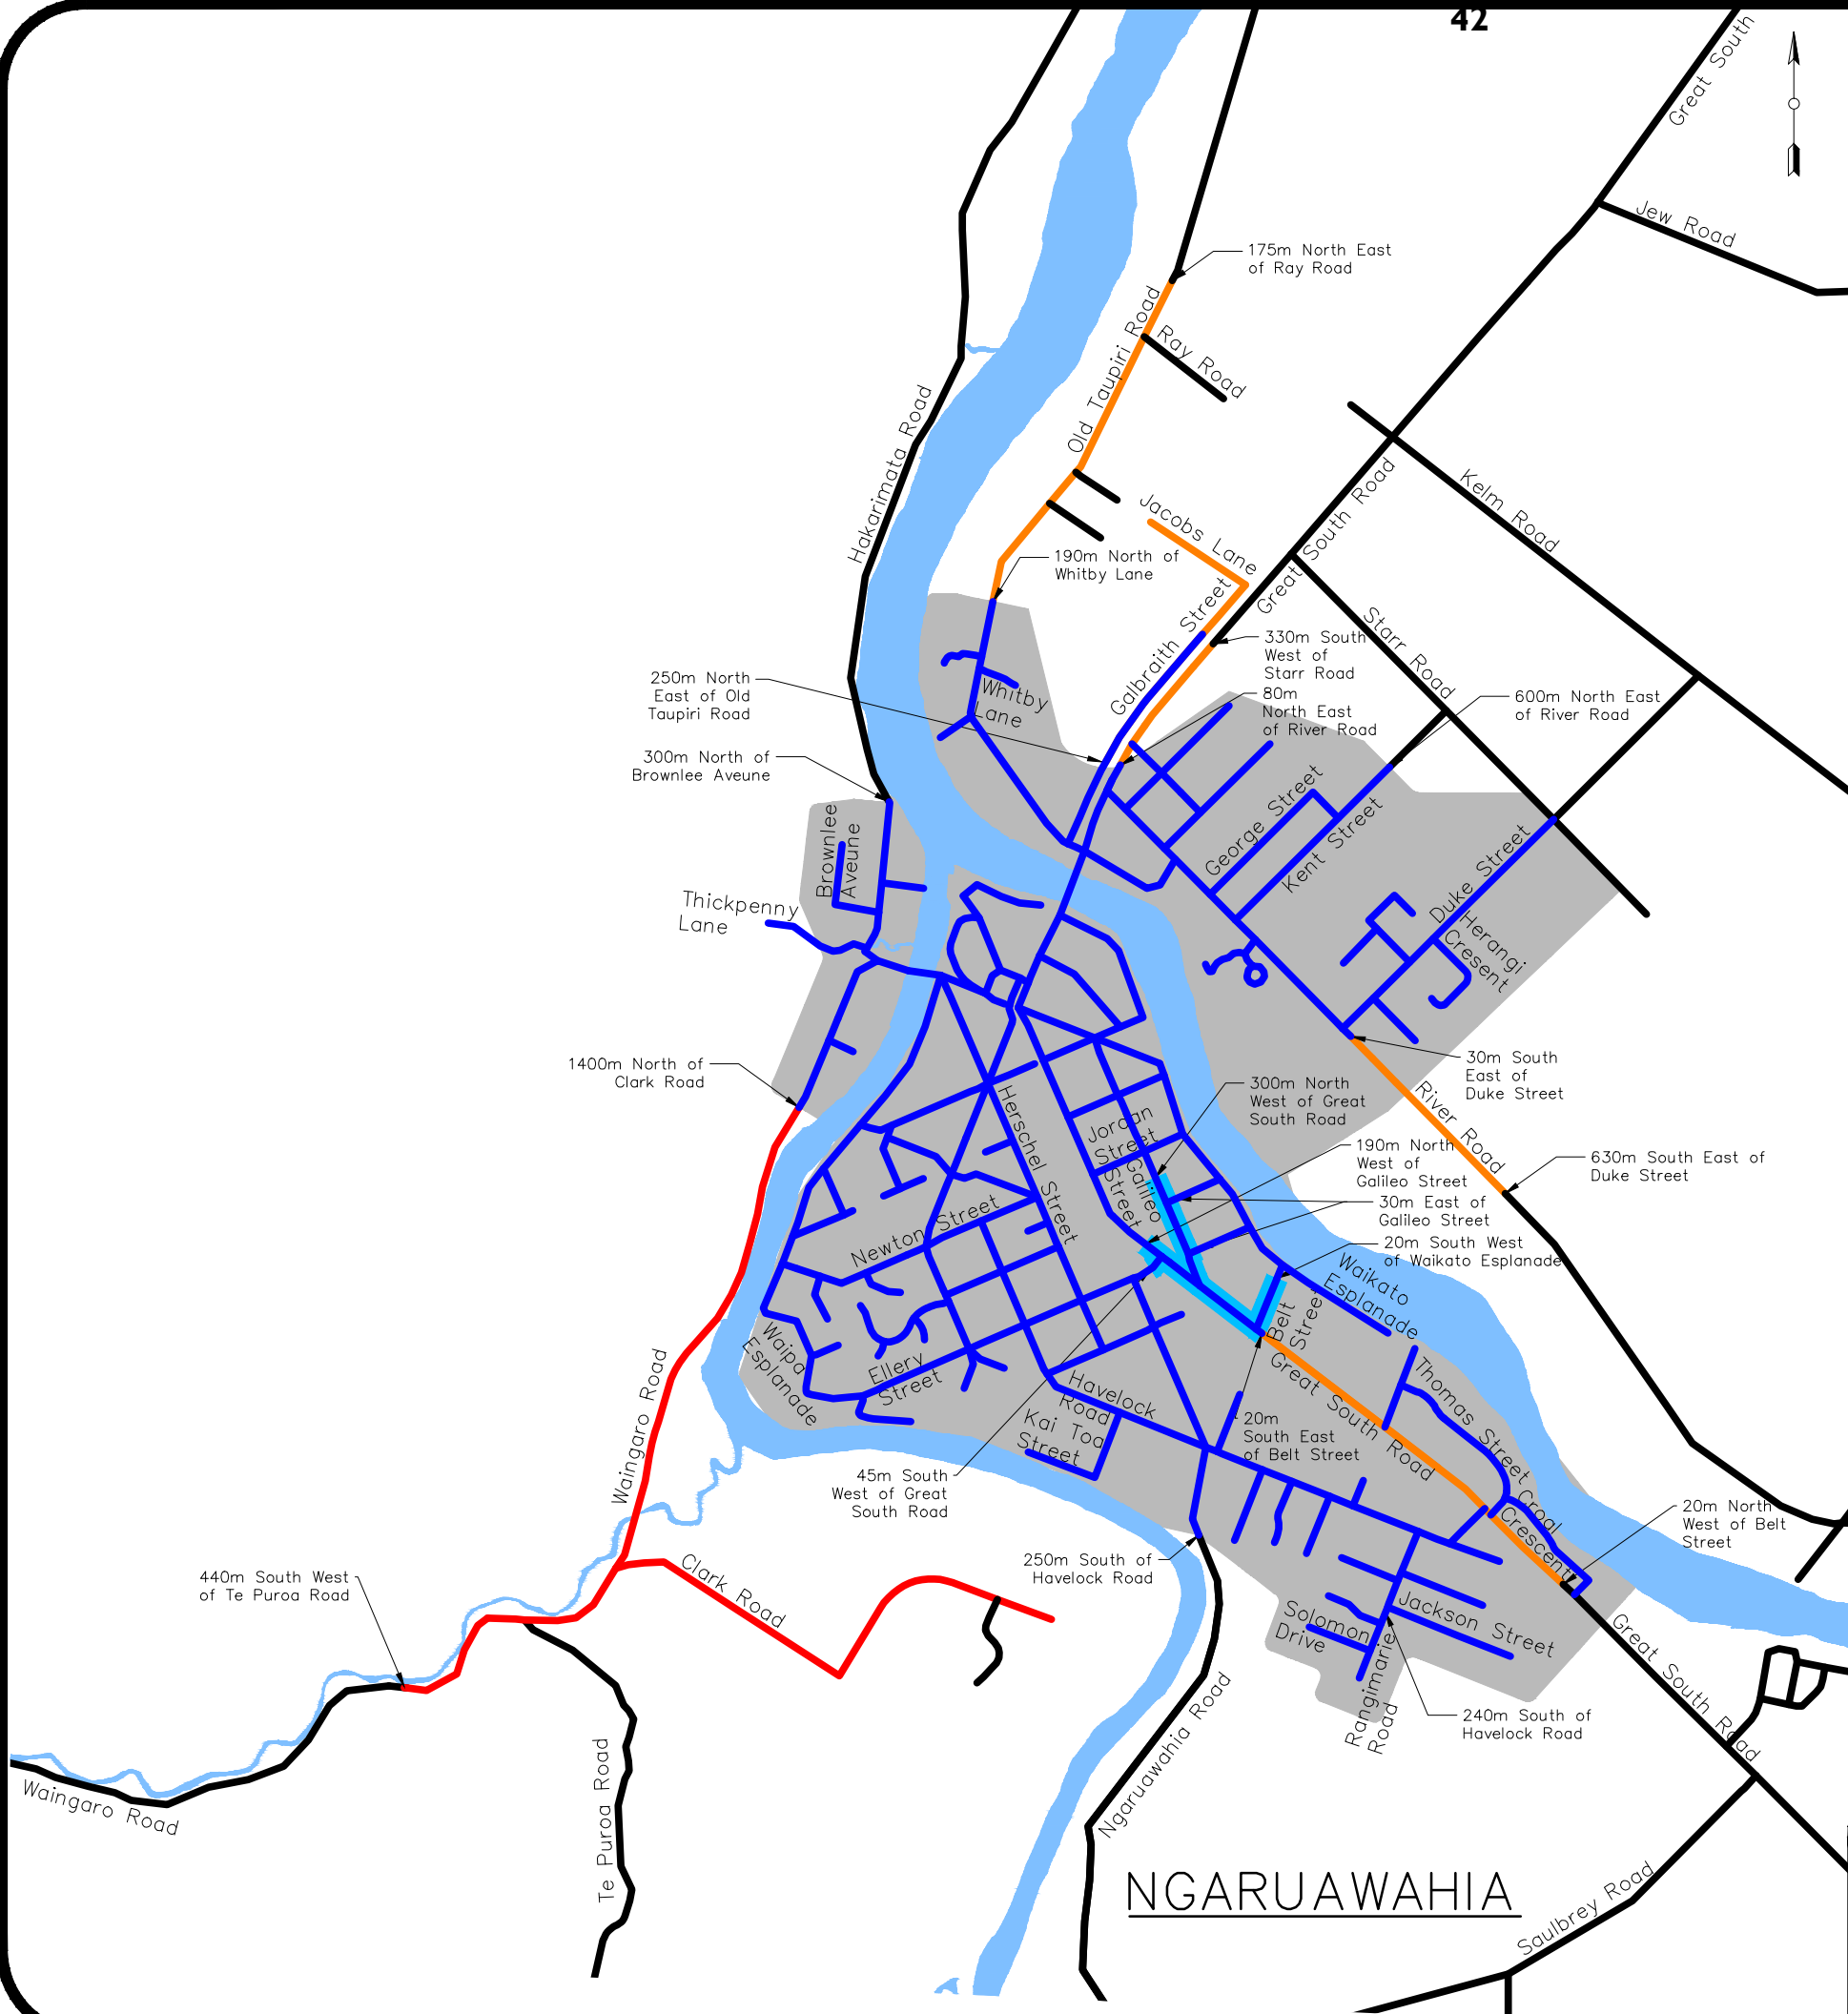 42
Great South
Jew Road
175m North East
of Ray Road
Old Taupiri Road
Ray Road
Hakarimata Road
Jacobs Lane
Great South Road
Kelm Road
190m North of
Whitby Lane
Galbraith Street
Starr Road
330m South
West of
Starr Road
250m North
East of Old
Taupiri Road
Whitby
Lane
80m
North East
of River Road
600m North East
of River Road
300m North of
Brownlee Aveune
Brownlee
Aveune
George Street
Kent Street
Duke Street
Herangi
Cresent
Thickpenny
Lane
1400m North of
Clark Road
30m South
East of
Duke Street
300m North
West of Great
South Road
River Road
Herschel Street
Jordan
Street
Galileo
Street
190m North
West of
Galileo Street
630m South East of
Duke Street
30m East of
Galileo Street
20m South West
of Waikato Esplanade
Newton Street
Waikato
Esplanade
Belt
Street
Waipa
Esplanade
Ellery
Street
Great South Road
Thomas Street
Havelock
Road
Kai Toa
Street
20m
South East
of Belt Street
Waingaro Road
45m South
West of Great
South Road
Croal
Crescent
20m North
West of Belt
Street
250m South of
Havelock Road
Clark Road
440m South West
of Te Puroa Road
Solomon
Drive
Jackson Street
Rangimarie
Road
240m South of
Havelock Road
Great South Road
Ngaruawahia Road
Waingaro Road
Te Puroa Road
NGARUAWAHIA
Saulbrey Road